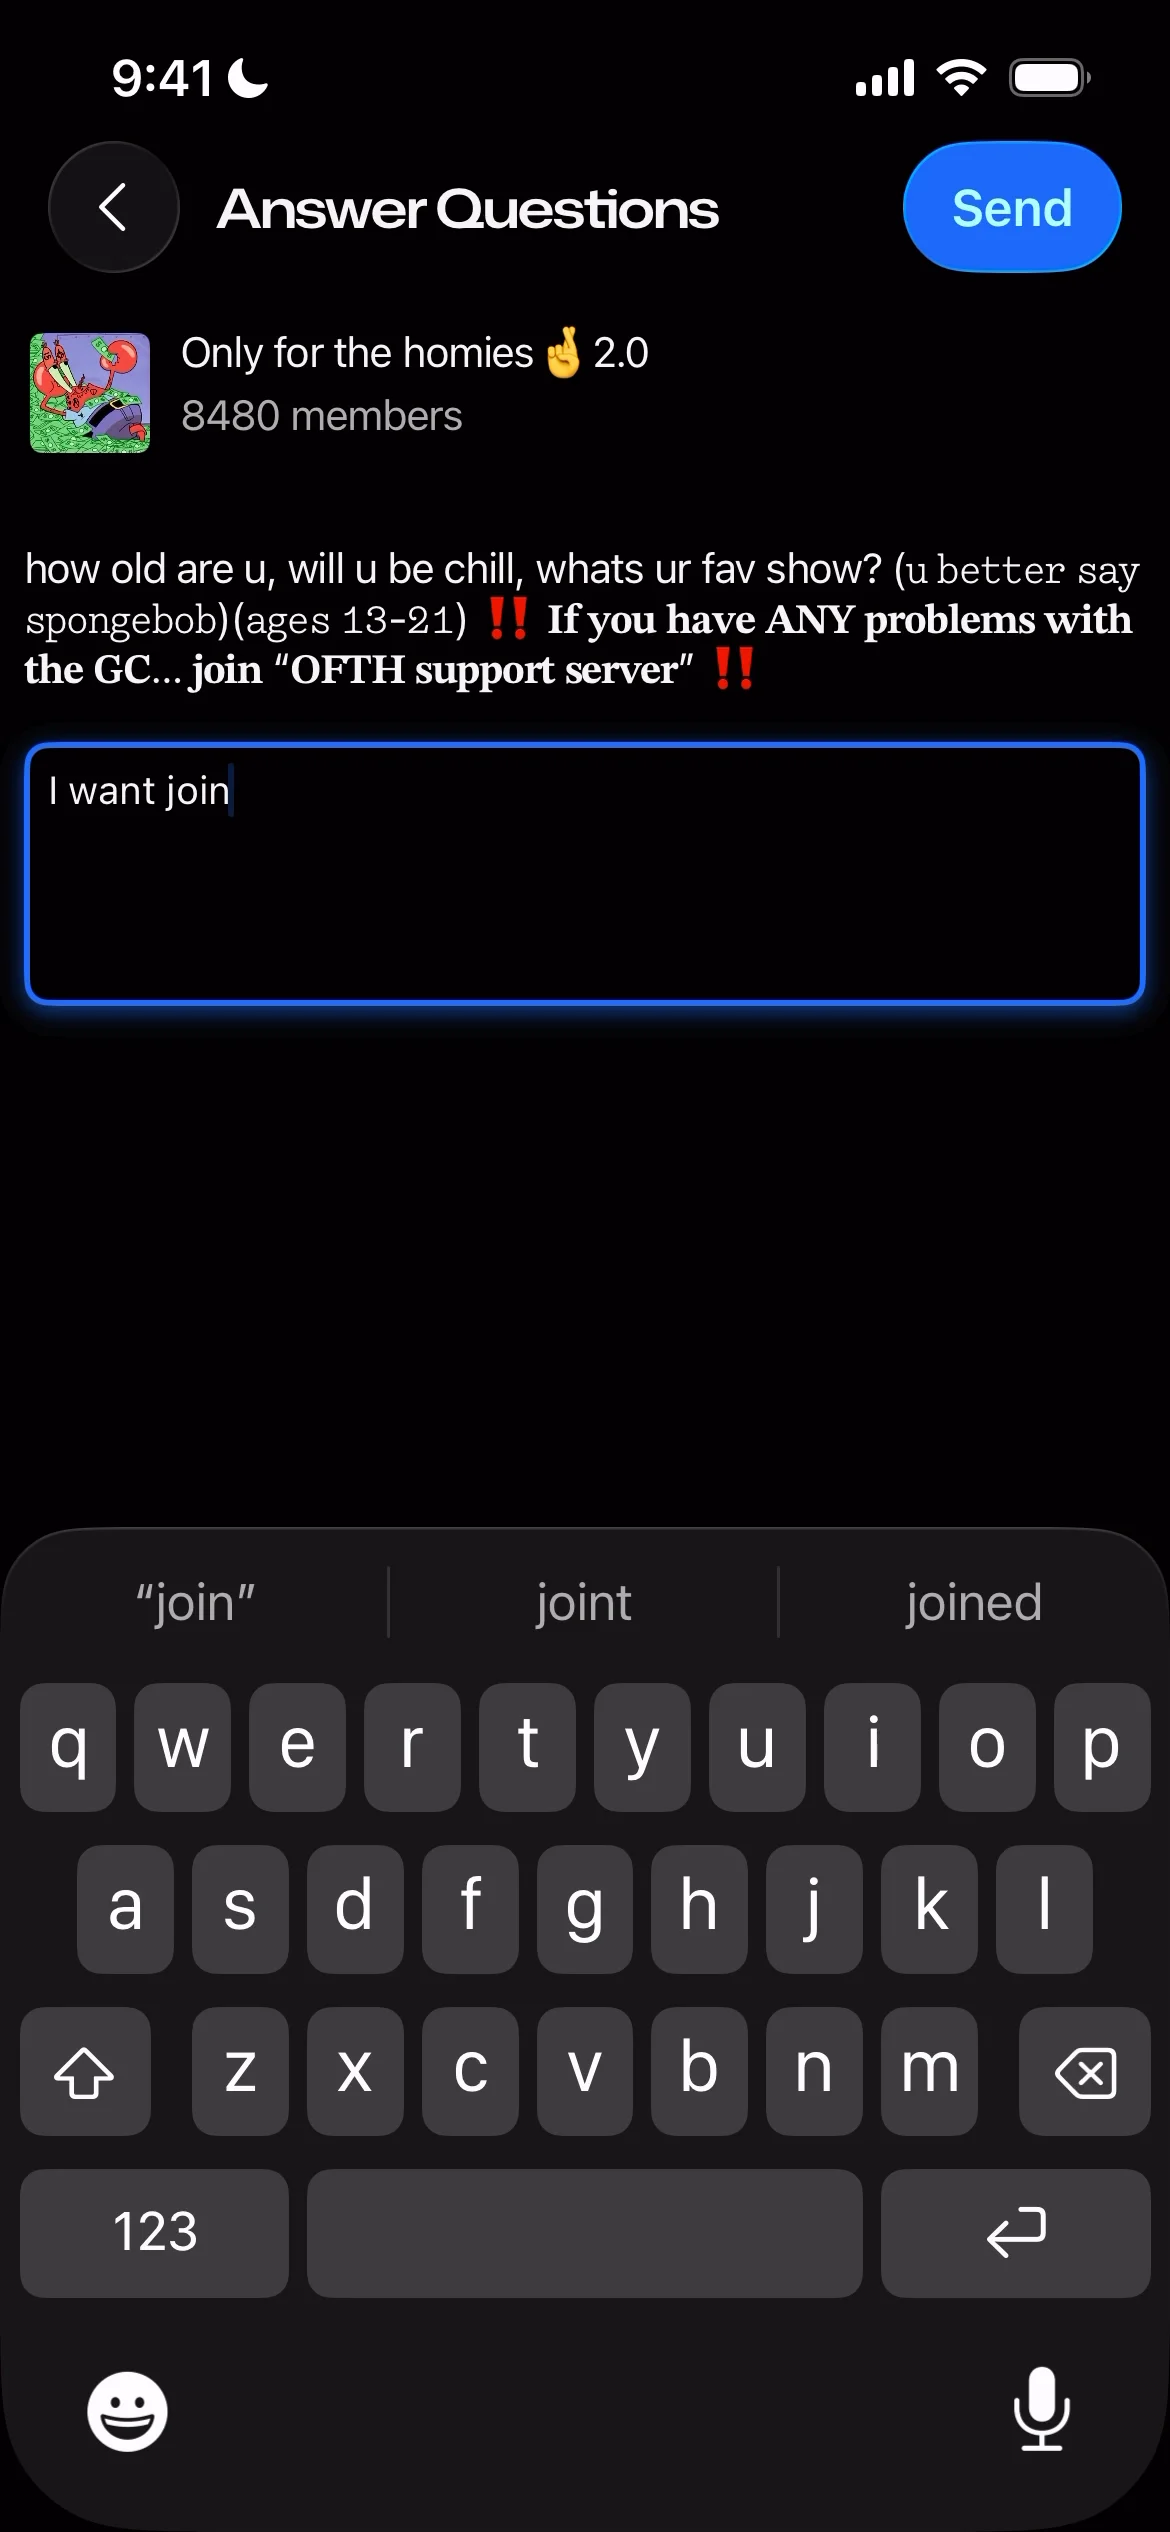 9:41
Answer Questions
Send
Only for the homies🤞2.0
8480 members
how old are u, will u be chill, whats ur fav show? (u better say
spongebob)(ages 13-21) ‼️ If you have ANY problems with
the GC... join “OFTH support server” ‼️
I want join
“join” joint joined
q w e r t y u i o p
a s d f g h j k l
z x c v b n m
123